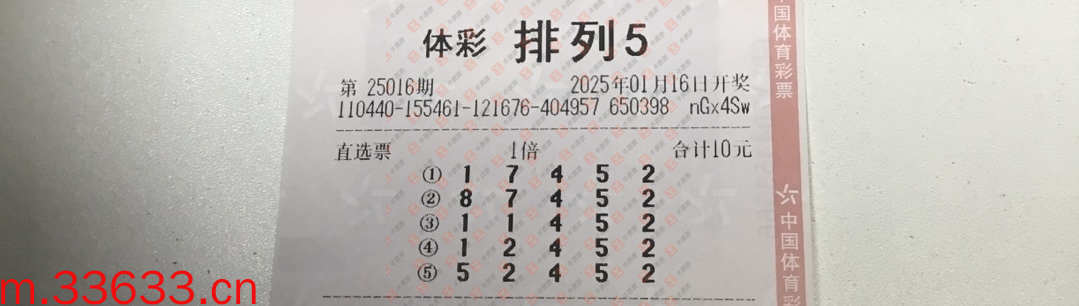 体彩 排列5
第 25016期 2025年01月16日开奖
110440-155461-121676-404957 650398 nGx4Sw
直选票 1倍 合计10元
① 1 7 4 5 2
② 8 7 4 5 2
③ 1 1 4 5 2
④ 1 2 4 5 2
⑤ 5 2 4 5 2
国体育彩票
中国体育彩
m.33633.cn